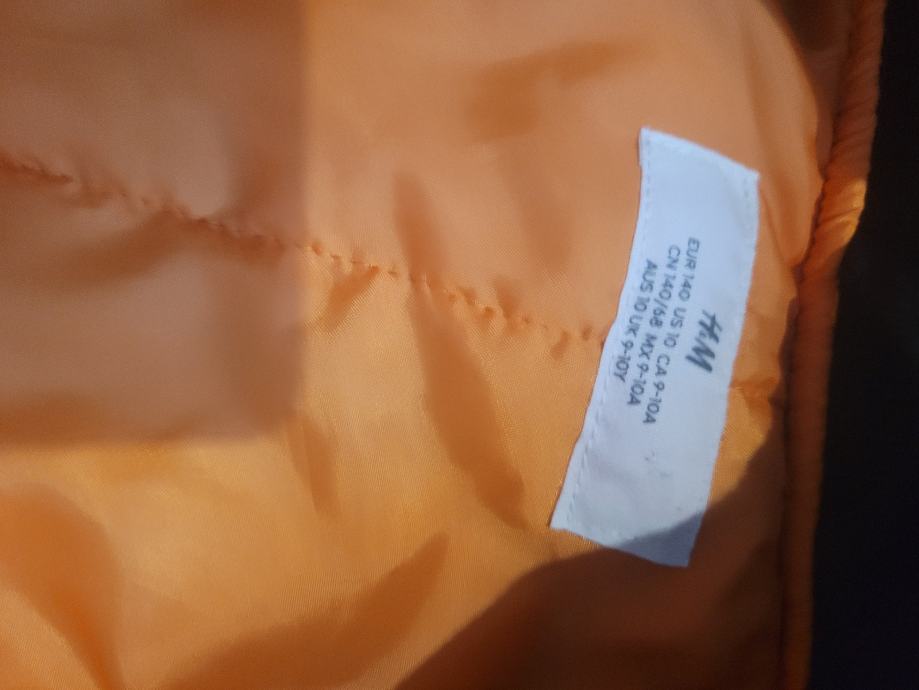 H&M
EUR 140 US 10 CA 9-10A
CN 140/68 MX 9-10A
AUS 10 UK 9-10Y